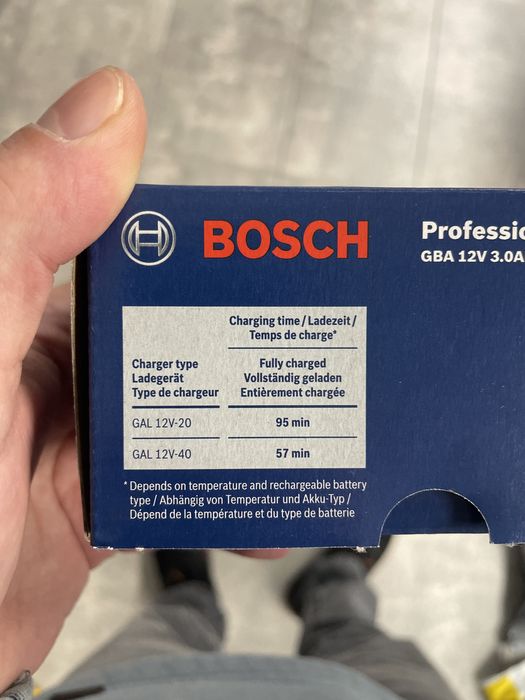 BOSCH
Professio
GBA 12V 3.0A
Charging time / Ladezeit /
Temps de charge*
Charger type
Ladegerät
Type de chargeur
Fully charged
Vollständig geladen
Entièrement chargée
GAL 12V-20 95 min
GAL 12V-40 57 min
* Depends on temperature and rechargeable battery
type / Abhängig von Temperatur und Akku-Typ /
Dépend de la température et du type de batterie